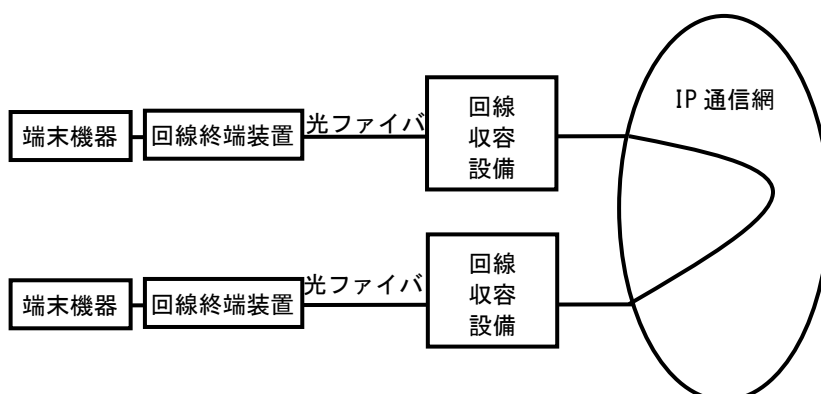 IP 通信網
端末機器
回線終端装置
光ファイバ
回線
収容
設備
端末機器
回線終端装置
光ファイバ
回線
収容
設備